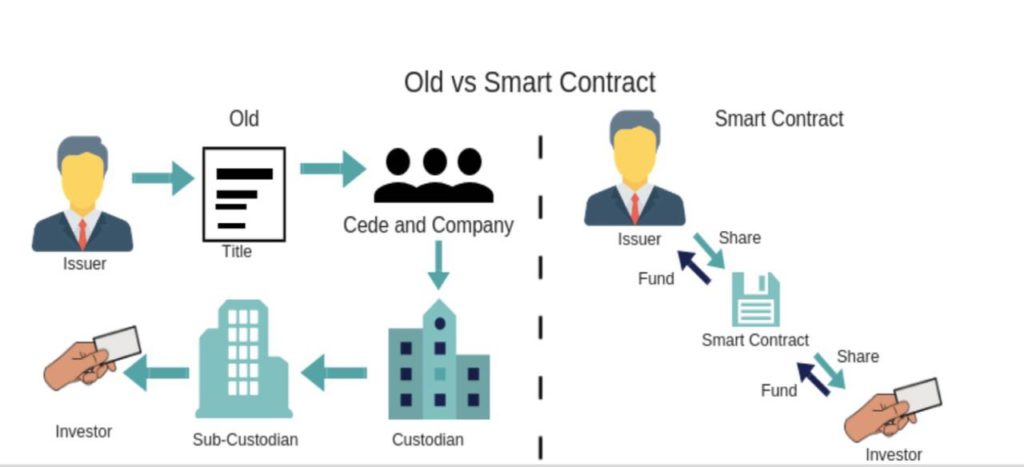 Old vs Smart Contract
Old
Issuer
Title
Cede and Company
Investor
Sub-Custodian
Custodian
Smart Contract
Issuer
Share
Fund
Smart Contract
Share
Fund
Investor